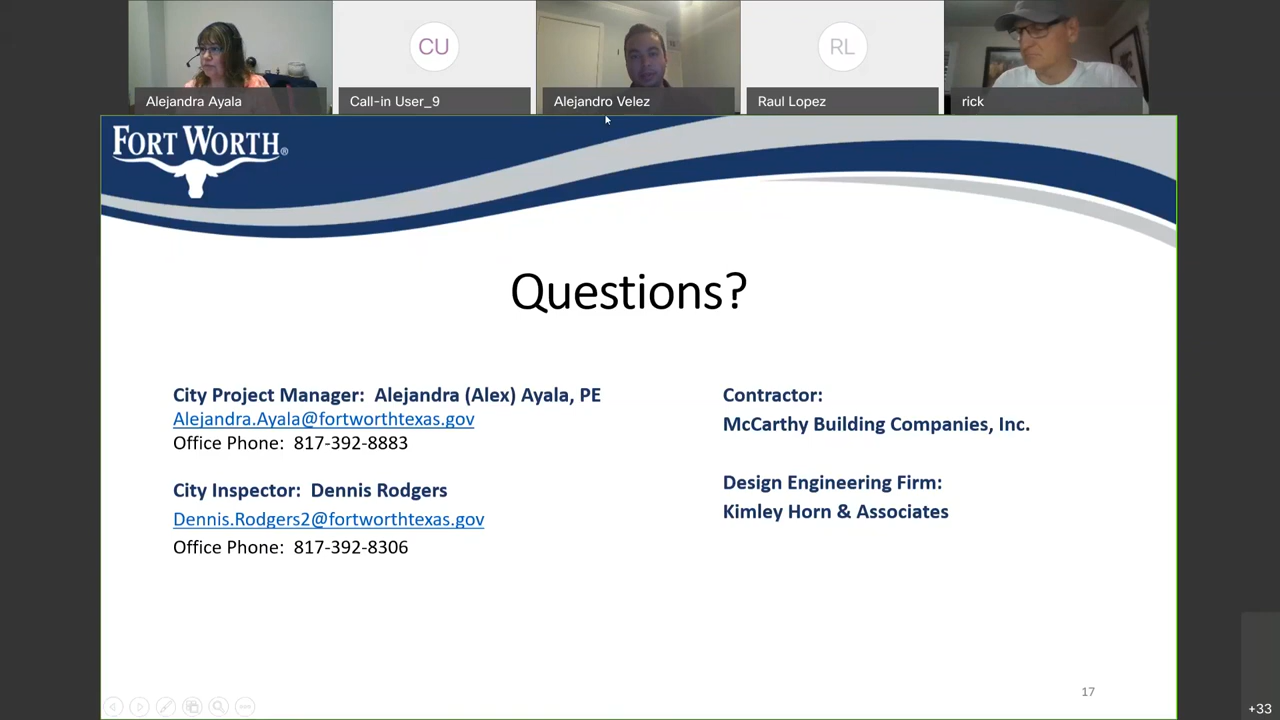 CU
RL
Alejandra Ayala
Call-in User_9
Alejandro Velez
Raul Lopez
rick
FORT WORTH®
Questions?
City Project Manager:  Alejandra (Alex) Ayala, PE
Alejandra.Ayala@fortworthtexas.gov
Office Phone:  817-392-8883
City Inspector:  Dennis Rodgers
Dennis.Rodgers2@fortworthtexas.gov
Office Phone:  817-392-8306
Contractor:
McCarthy Building Companies, Inc.
Design Engineering Firm:
Kimley Horn & Associates
17
+33